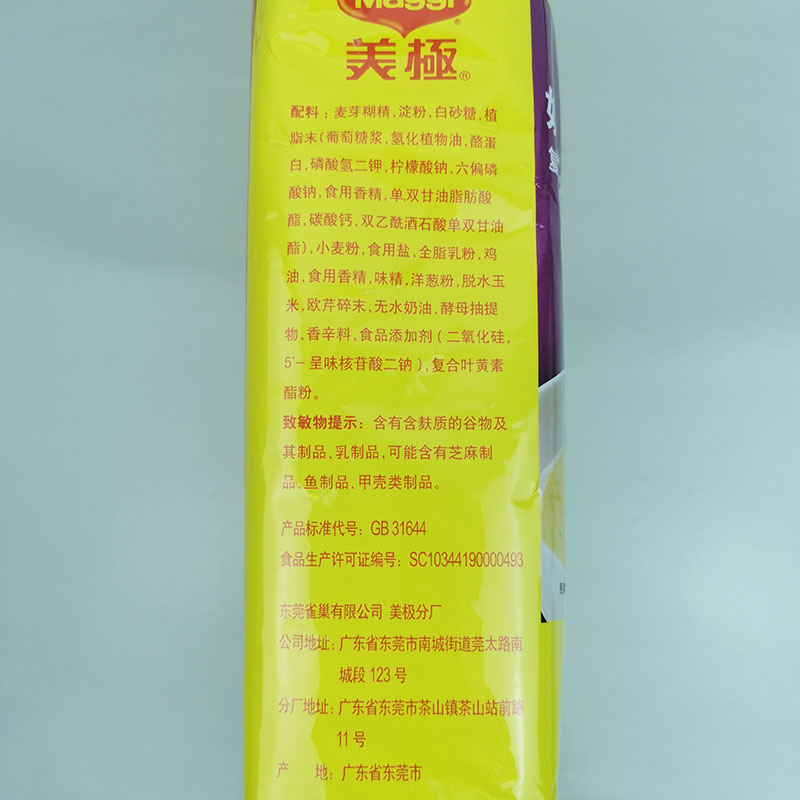 Maggi®
美極®
配料：麦芽糊精，淀粉，白砂糖，植
脂末（葡萄糖浆，氢化植物油，酪蛋
白，磷酸氢二钾，柠檬酸钠，六偏磷
酸钠，食用香精，单，双甘油脂肪酸
酯，碳酸钙，双乙酰酒石酸单双甘油
酯），小麦粉，食用盐，全脂乳粉，鸡
油，食用香精，味精，洋葱粉，脱水玉
米，欧芹碎末，无水奶油，酵母抽提
物，香辛料，食品添加剂（二氧化硅，
5'-呈味核苷酸二钠），复合叶黄素
酯粉。
致敏物提示：含有含麸质的谷物及
其制品、乳制品，可能含有芝麻制
品、鱼制品、甲壳类制品。
产品标准代号：GB 31644
食品生产许可证编号：SC10344190000493
东莞雀巢有限公司 美极分厂
公司地址：广东省东莞市南城街道莞太路南
城段 123 号
分厂地址：广东省东莞市茶山镇茶山站前路
11 号
产 地：广东省东莞市